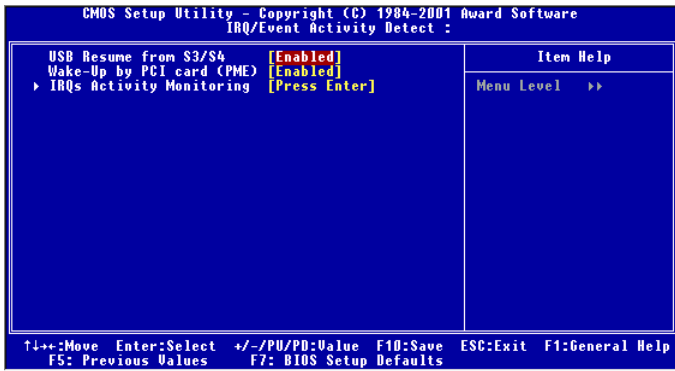 CMOS Setup Utility - Copyright (C) 1984-2001 Award Software
IRQ/Event Activity Detect :
USB Resume from S3/S4 [Enabled]
Wake-Up by PCI card (PME) [Enabled]
▸ IRQs Activity Monitoring [Press Enter]
Item Help
Menu Level ▸▸
↑↓→←:Move Enter:Select +/-/PU/PD:Value F10:Save ESC:Exit F1:General Help
F5: Previous Values F7: BIOS Setup Defaults